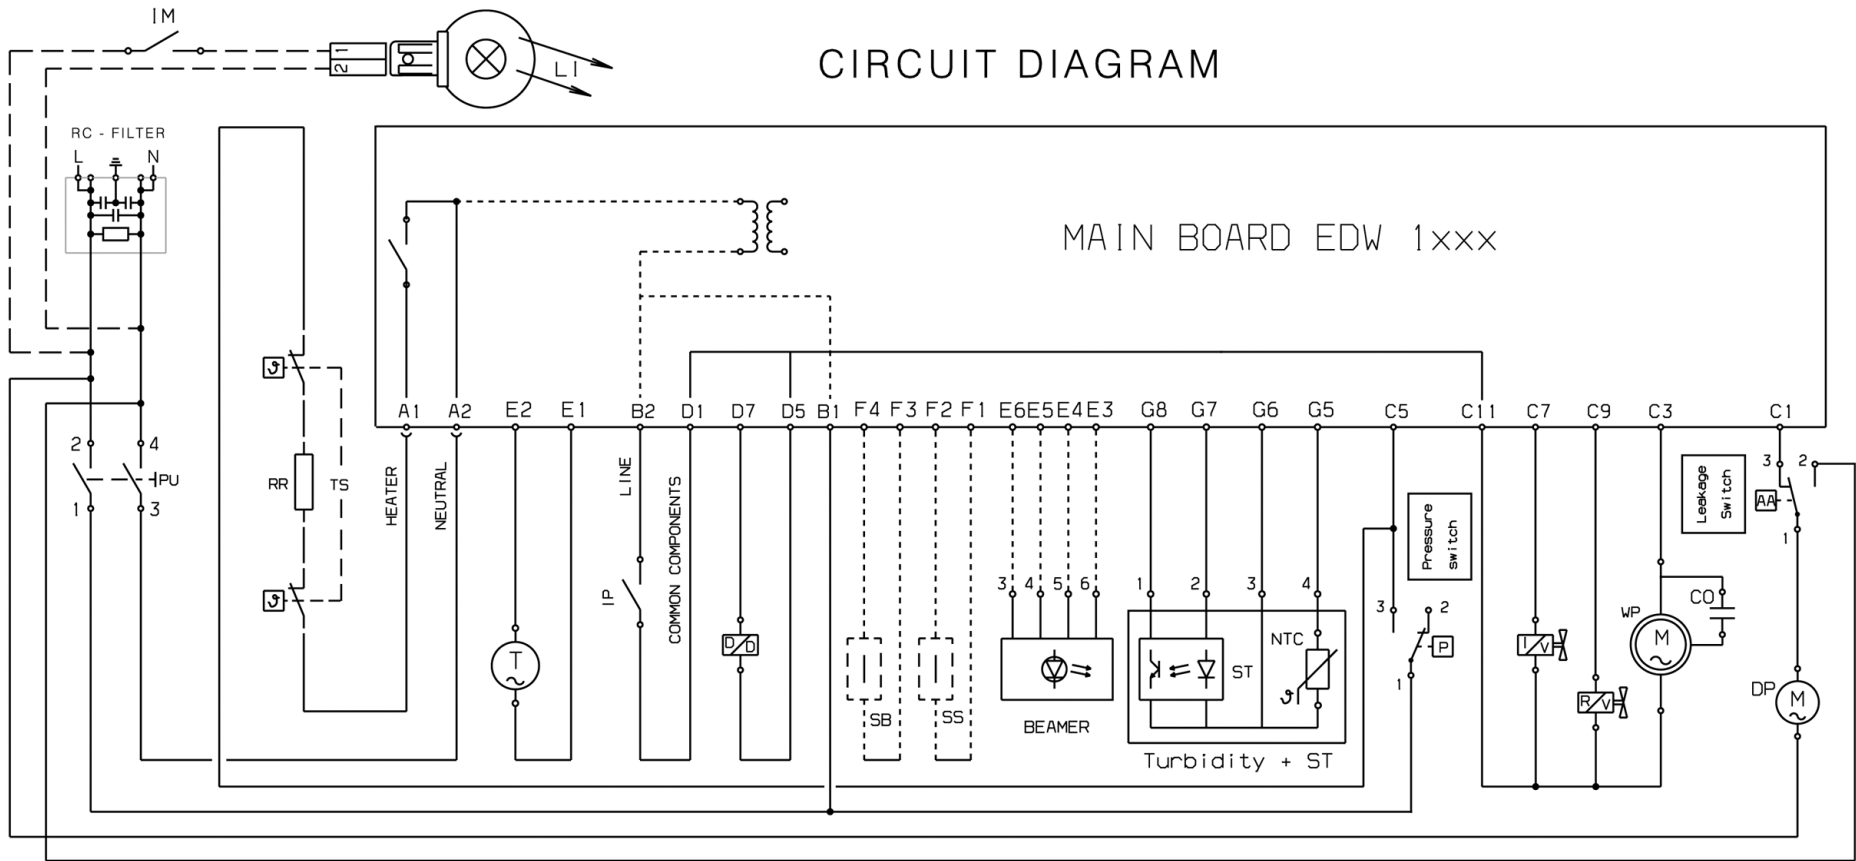 IM
1
2
LI
CIRCUIT DIAGRAM
RC - FILTER
L N
MAIN BOARD EDW 1xxx
A1 A2 E2 E1 B2 D1 D7 D5 B1 F4 F3 F2 F1 E6 E5 E4 E3 G8 G7 G6 G5 C5 C11 C7 C9 C3 C1
2 4
PU
1 3
ϑ
RR
TS
ϑ
HEATER
NEUTRAL
LINE
COMMON COMPONENTS
IP
T
D D
SB
SS
3 4 5 6
BEAMER
1 2 3 4
NTC
ST
ϑ
Turbidity + ST
Pressure
switch
3 2
P
1
I V
R V
WP
M
CO
Leakage
Switch
3 2
AA
1
DP
M